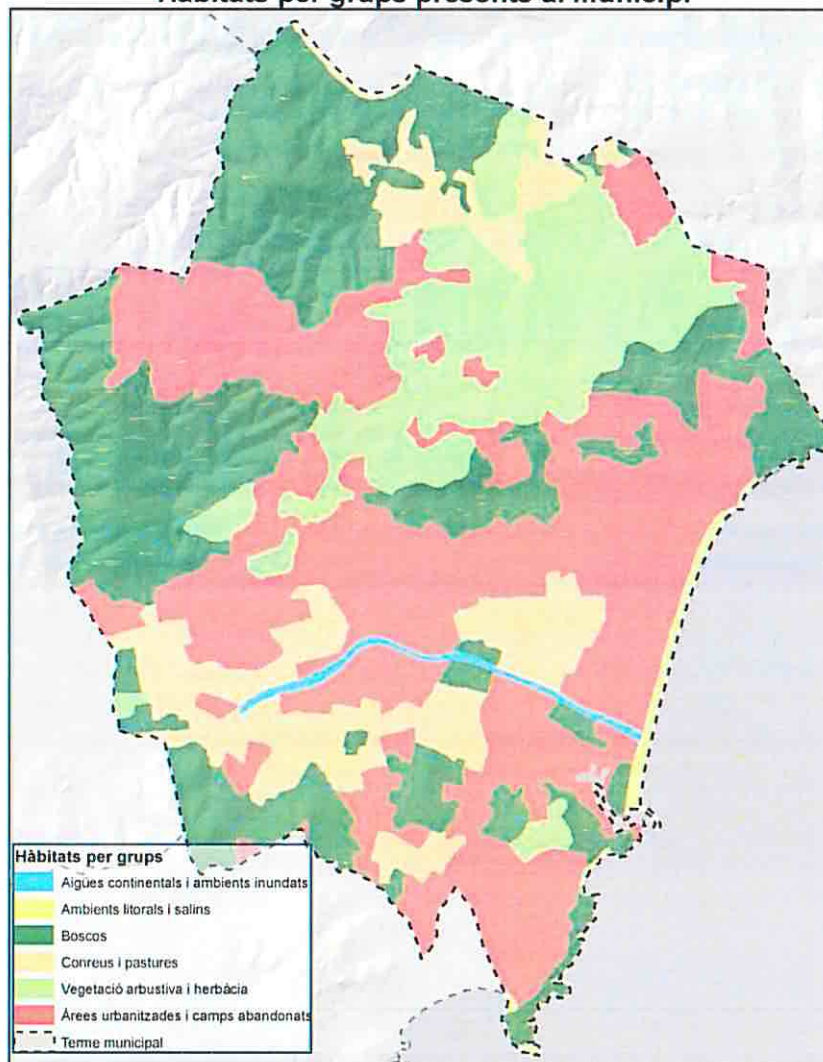 Hàbitats per grups presents al municipi
Hàbitats per grups
Aigües continentals i ambients inundats
Ambients litorals i salins
Boscos
Conreus i pastures
Vegetació arbustiva i herbàcia
Àrees urbanitzades i camps abandonats
Terme municipal